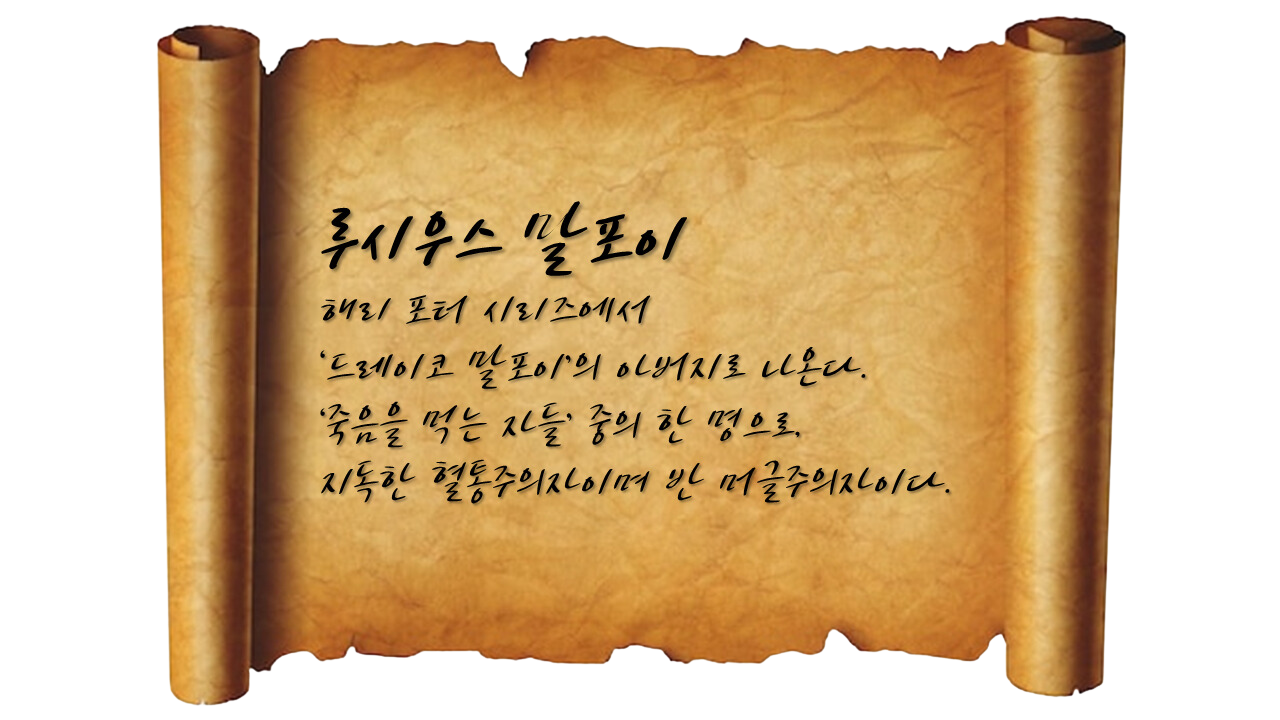 루시우스 말포이
해리 포터 시리즈에서
‘드레이코 말포이’의 아버지로 나온다.
‘죽음을 먹는 자들’ 중의 한 명으로,
지독한 혈통주의자이며 반 머글주의자이다.